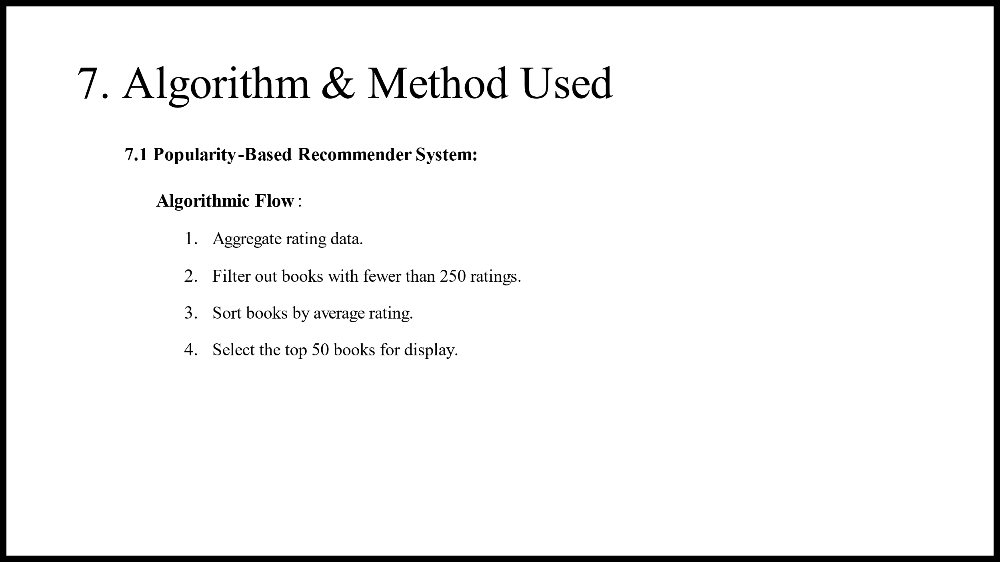 7. Algorithm & Method Used
7.1 Popularity-Based Recommender System:
Algorithmic Flow :
1. Aggregate rating data.
2. Filter out books with fewer than 250 ratings.
3. Sort books by average rating.
4. Select the top 50 books for display.